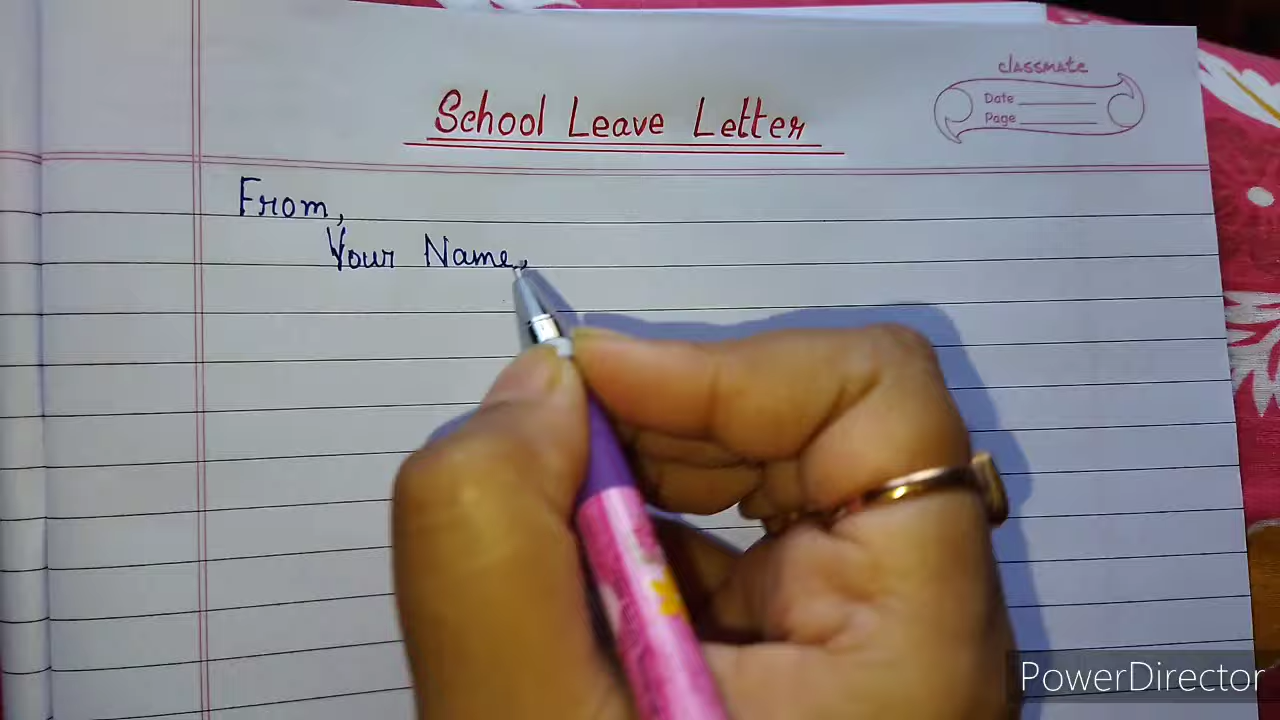 classmate
School Leave Letter
Date
Page
From,
Your Name,
PowerDirector